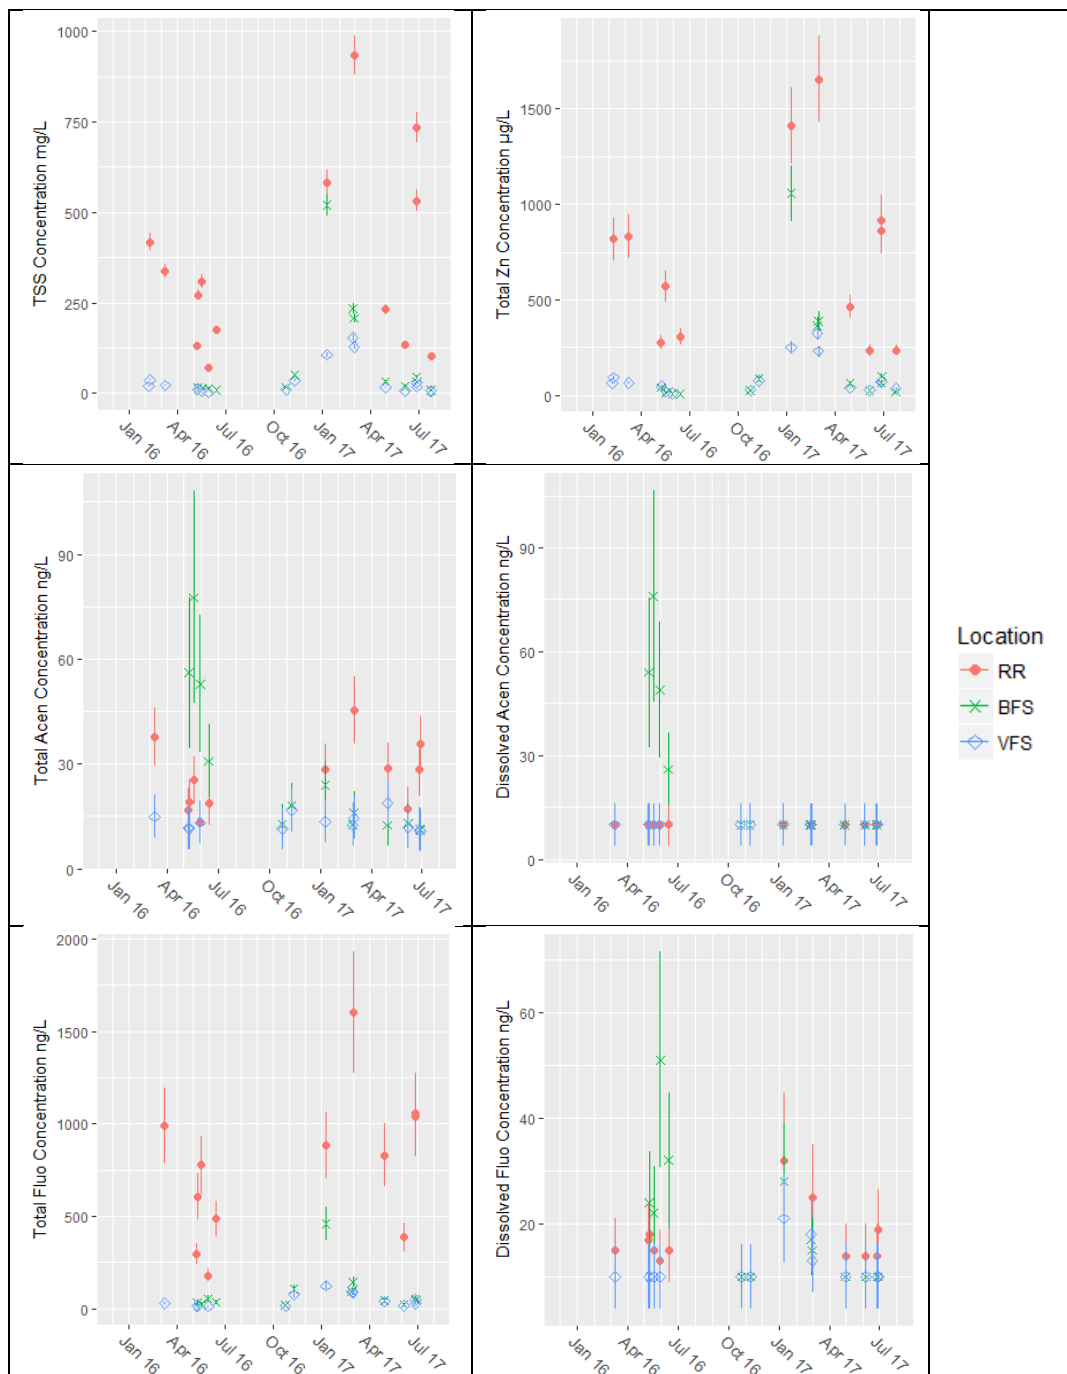 TSS Concentration mg/L
1000
750
500
250
0
Jan 16
Apr 16
Jul 16
Oct 16
Jan 17
Apr 17
Jul 17
Total Zn Concentration µg/L
1500
1000
500
0
Jan 16
Apr 16
Jul 16
Oct 16
Jan 17
Apr 17
Jul 17
Total Acen Concentration ng/L
90
60
30
0
Jan 16
Apr 16
Jul 16
Oct 16
Jan 17
Apr 17
Jul 17
Dissolved Acen Concentration ng/L
90
60
30
0
Jan 16
Apr 16
Jul 16
Oct 16
Jan 17
Apr 17
Jul 17
Location
RR
BFS
VFS
Total Fluo Concentration ng/L
2000
1500
1000
500
0
Jan 16
Apr 16
Jul 16
Oct 16
Jan 17
Apr 17
Jul 17
Dissolved Fluo Concentration ng/L
60
40
20
Jan 16
Apr 16
Jul 16
Oct 16
Jan 17
Apr 17
Jul 17